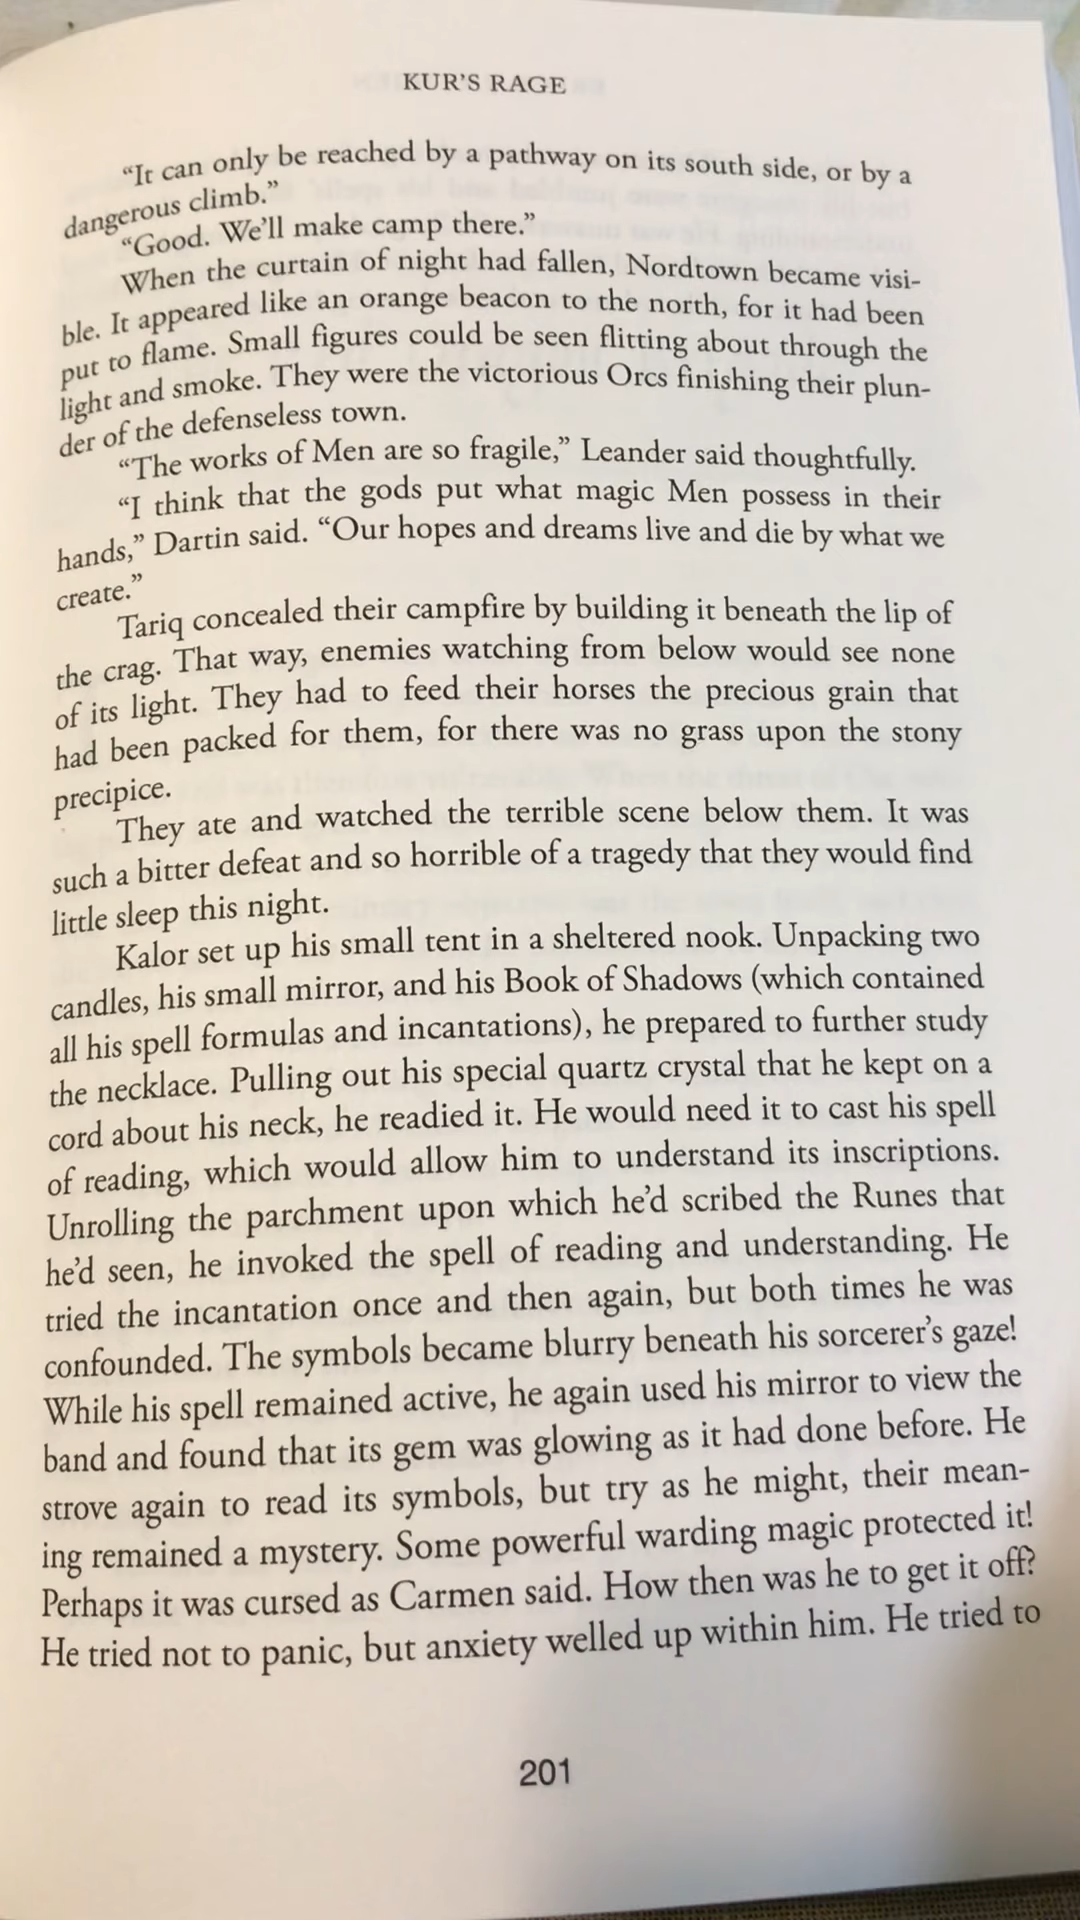 KUR'S RAGE
“It can only be reached by a pathway on its south side, or by a
dangerous climb.”
“Good. We'll make camp there.”
When the curtain of night had fallen, Nordtown became visi-
ble. It appeared like an orange beacon to the north, for it had been
put to flame. Small figures could be seen flitting about through the
light and smoke. They were the victorious Orcs finishing their plun-
der of the defenseless town.
“The works of Men are so fragile,” Leander said thoughtfully.
“I think that the gods put what magic Men possess in their
hands,” Dartin said. “Our hopes and dreams live and die by what we
create.”
Tariq concealed their campfire by building it beneath the lip of
the crag. That way, enemies watching from below would see none
of its light. They had to feed their horses the precious grain that
had been packed for them, for there was no grass upon the stony
precipice.
They ate and watched the terrible scene below them. It was
such a bitter defeat and so horrible of a tragedy that they would find
little sleep this night.
Kalor set up his small tent in a sheltered nook. Unpacking two
candles, his small mirror, and his Book of Shadows (which contained
all his spell formulas and incantations), he prepared to further study
the necklace. Pulling out his special quartz crystal that he kept on a
cord about his neck, he readied it. He would need it to cast his spell
of reading, which would allow him to understand its inscriptions.
Unrolling the parchment upon which he'd scribed the Runes that
he'd seen, he invoked the spell of reading and understanding. He
tried the incantation once and then again, but both times he was
confounded. The symbols became blurry beneath his sorcerer's gaze!
While his spell remained active, he again used his mirror to view the
band and found that its gem was glowing as it had done before. He
strove again to read its symbols, but try as he might, their mean-
ing remained a mystery. Some powerful warding magic protected it!
Perhaps it was cursed as Carmen said. How then was he to get it off?
He tried not to panic, but anxiety welled up within him. He tried to
201